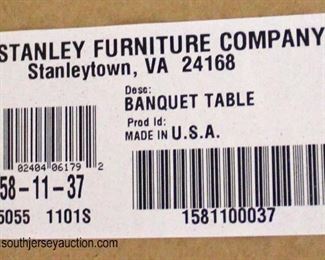 STANLEY FURNITURE COMPANY
Stanleytown, VA 24168
Desc:
BANQUET TABLE
Prod Id:
MADE IN U.S.A.
02404 06179 2
58-11-37
5055 1101S
1581100037
southjerseyauction.com